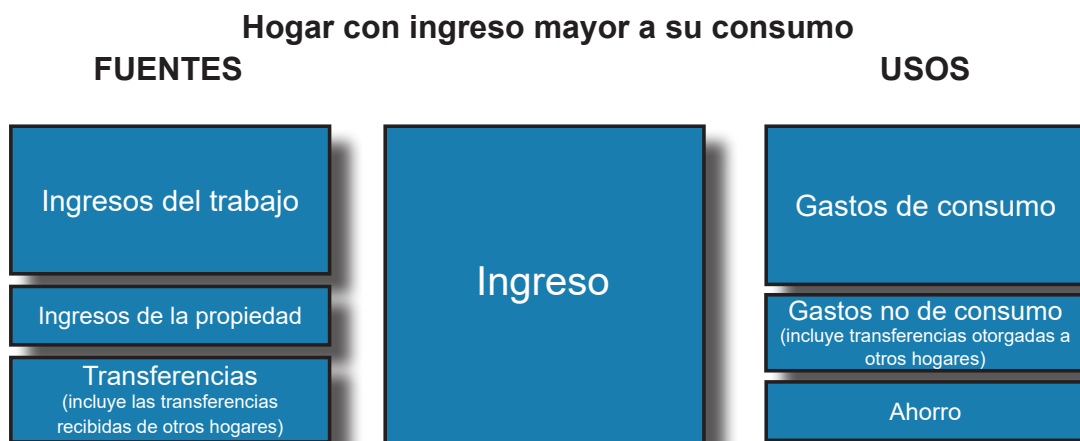 Hogar con ingreso mayor a su consumo
FUENTES
USOS
Ingresos del trabajo
Ingresos de la propiedad
Transferencias
(incluye las transferencias
recibidas de otros hogares)
Ingreso
Gastos de consumo
Gastos no de consumo
(incluye transferencias otorgadas a
otros hogares)
Ahorro